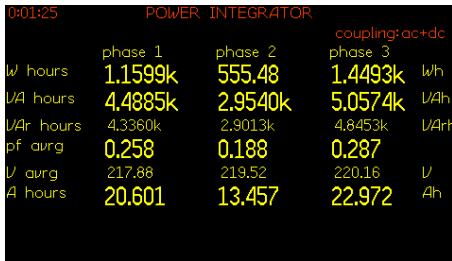 0:01:25 POWER INTEGRATOR
coupling:ac+dc
phase 1 phase 2 phase 3
W hours 1.1599k 555.48 1.4493k Wh
VA hours 4.4885k 2.9540k 5.0574k VAh
VAr hours 4.3360k 2.9013k 4.8453k VArh
pf avrg 0.258 0.188 0.287
V avrg 217.88 219.52 220.16 V
A hours 20.601 13.457 22.972 Ah